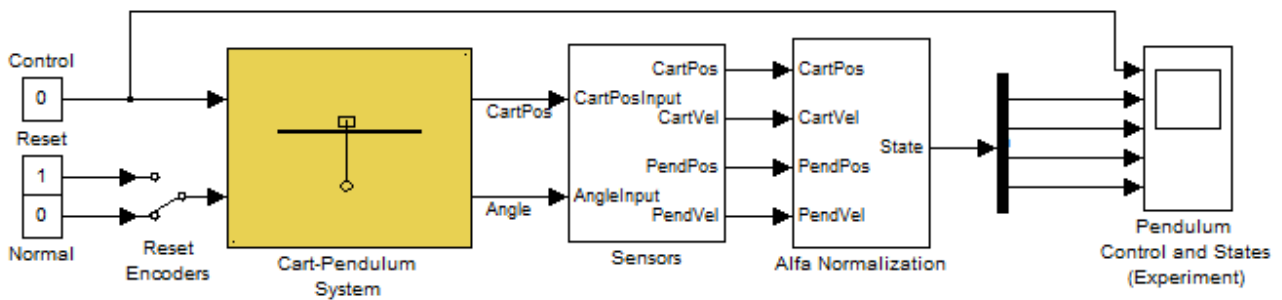 Control
0
Reset
1
0
Normal
Reset
Encoders
Cart-Pendulum
System
CartPos
Angle
CartPosInput
AngleInput
CartPos
CartVel
PendPos
PendVel
Sensors
CartPos
CartVel
PendPos
PendVel
State
Alfa Normalization
Pendulum
Control and States
(Experiment)